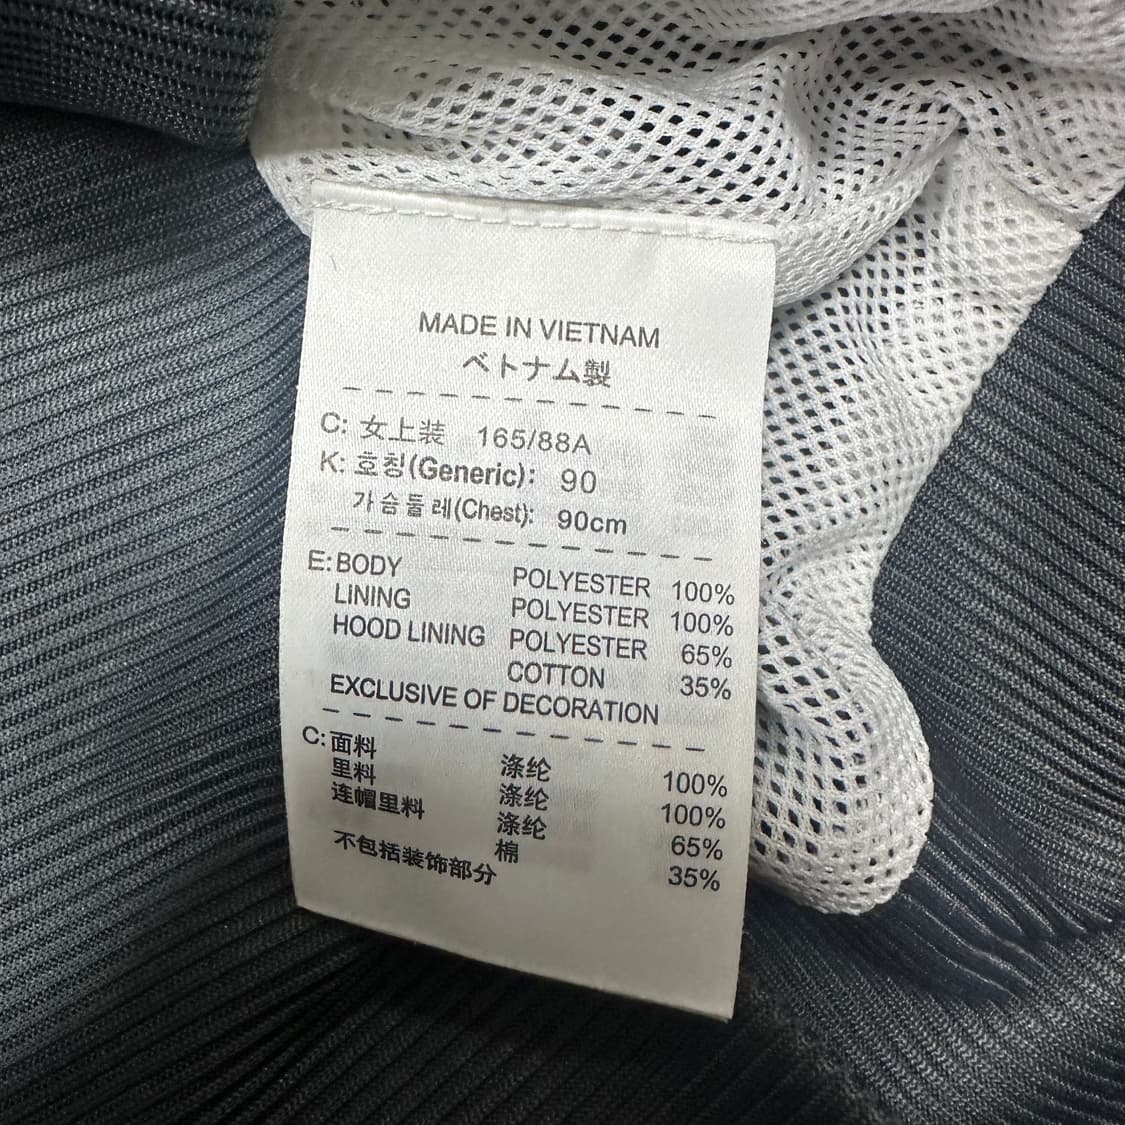 MADE IN VIETNAM
ベトナム製
C: 女上装 165/88A
K: 호칭(Generic): 90
가슴둘레(Chest): 90cm
E: BODY POLYESTER 100%
LINING POLYESTER 100%
HOOD LINING POLYESTER 65%
COTTON 35%
EXCLUSIVE OF DECORATION
C: 面料 涤纶 100%
里料 涤纶 100%
连帽里料 涤纶 65%
棉 35%
不包括装饰部分